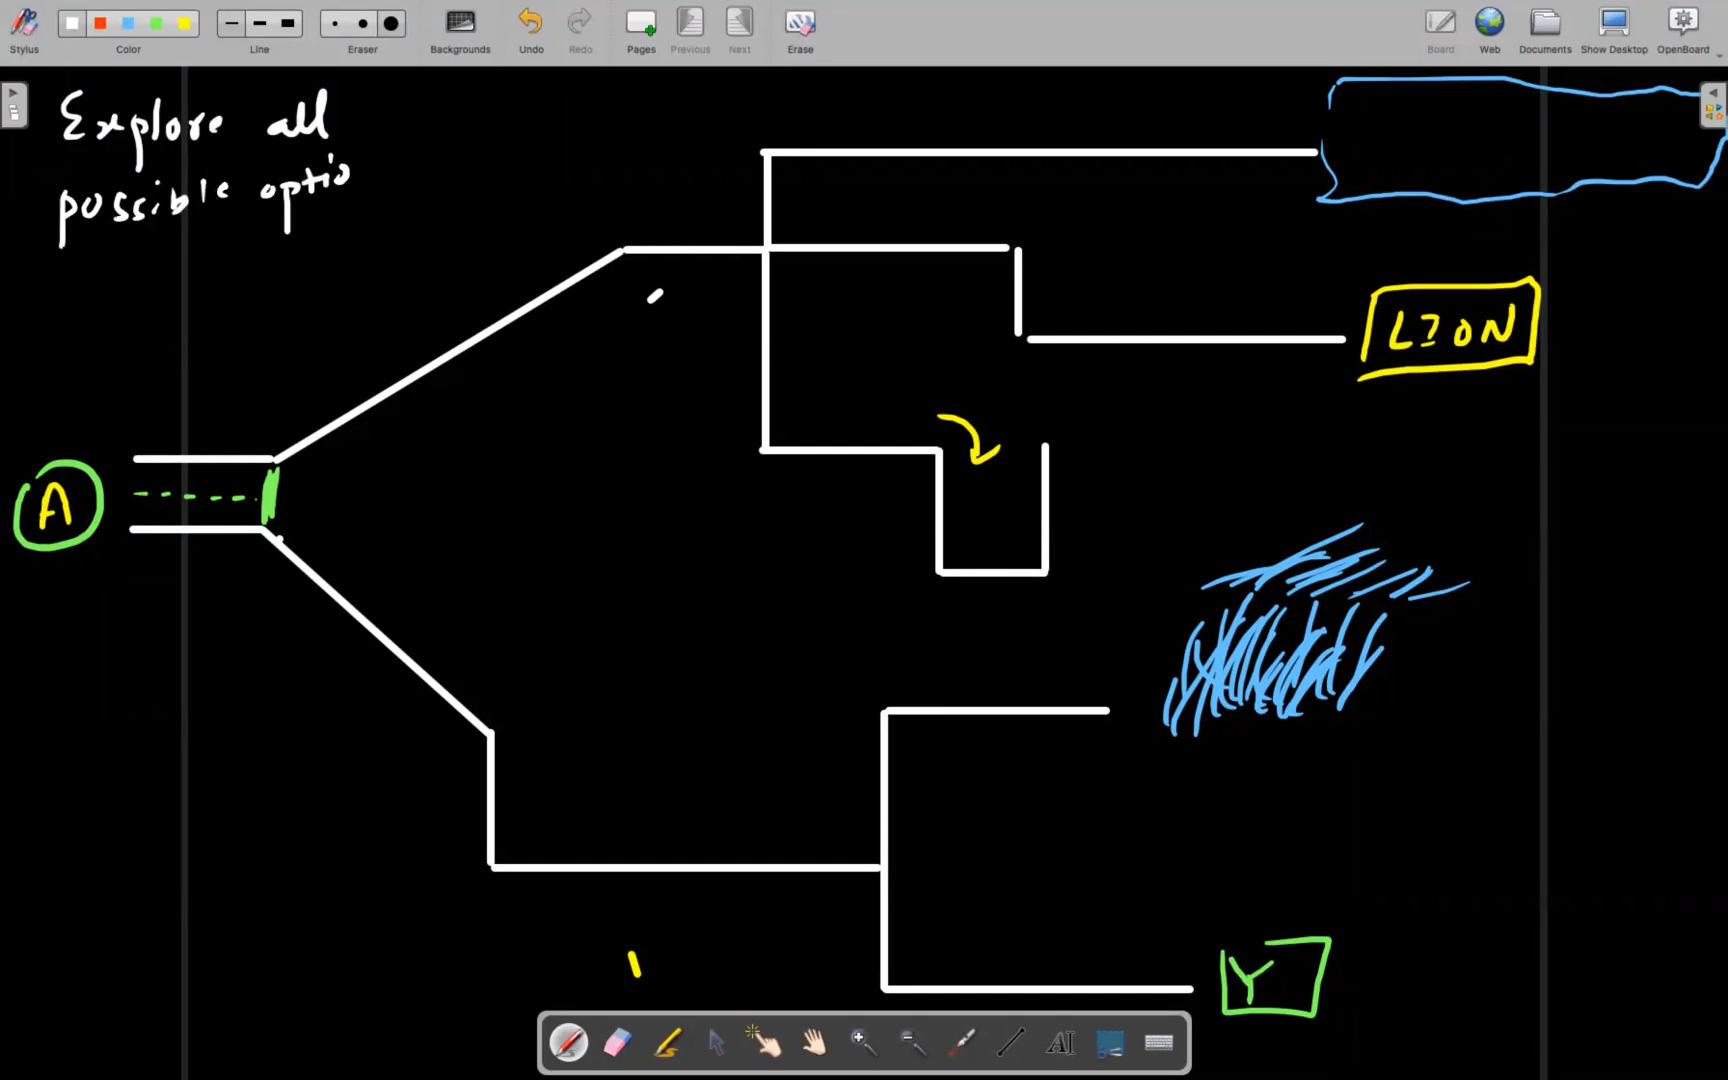 Stylus
Color
Line
Eraser
Backgrounds
Undo
Redo
Pages
Previous
Next
Erase
Board
Web
Documents
Show Desktop
OpenBoard
Explore all
possible optio
LION
A
Y
AI